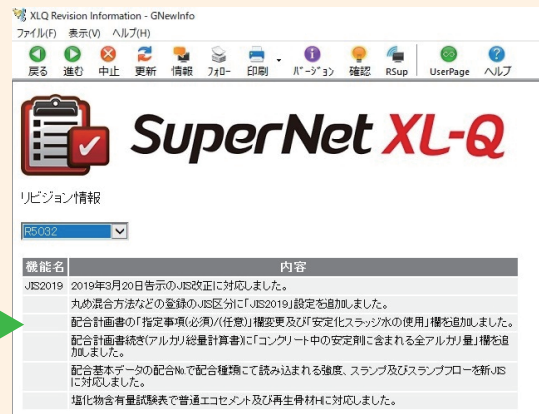 XLQ Revision Information - GNewInfo
ファイル(F) 表示(V) ヘルプ(H)
戻る 進む 中止 更新 情報 フロー 印刷 バージョン 確認 RSup UserPage ヘルプ
SuperNet XL-Q
リビジョン情報
R5032
機能名 内容
JIS2019 2019年3月20日告示のJIS改正に対応しました。
丸め混合方法などの登録のJIS区分に「JIS2019」設定を追加しました。
配合計画書の「指定事項(必須)/(任意)」欄変更及び「安定化スラッジ水の使用」欄を追加しました。
配合計画書続き(アルカリ総量計算書)に「コンクリート中の安定剤に含まれる全アルカリ量」欄を追
加しました。
配合基本データの配合No.で配合種類にて読み込まれる強度、スランプ及びスランプフローを新JIS
に対応しました。
塩化物含有量試験表で普通エコセメント及び再生骨材Hに対応しました。